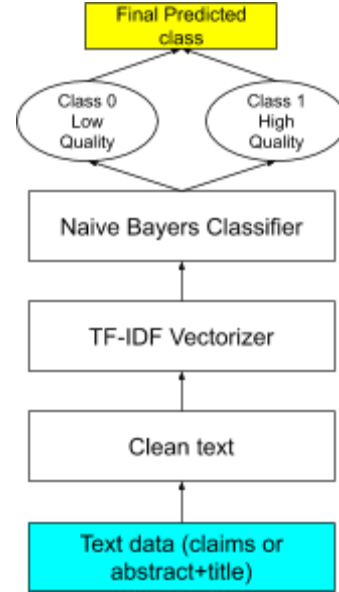 Final Predicted
class
Class 0
Low
Quality
Class 1
High
Quality
Naive Bayers Classifier
TF-IDF Vectorizer
Clean text
Text data (claims or
abstract+title)